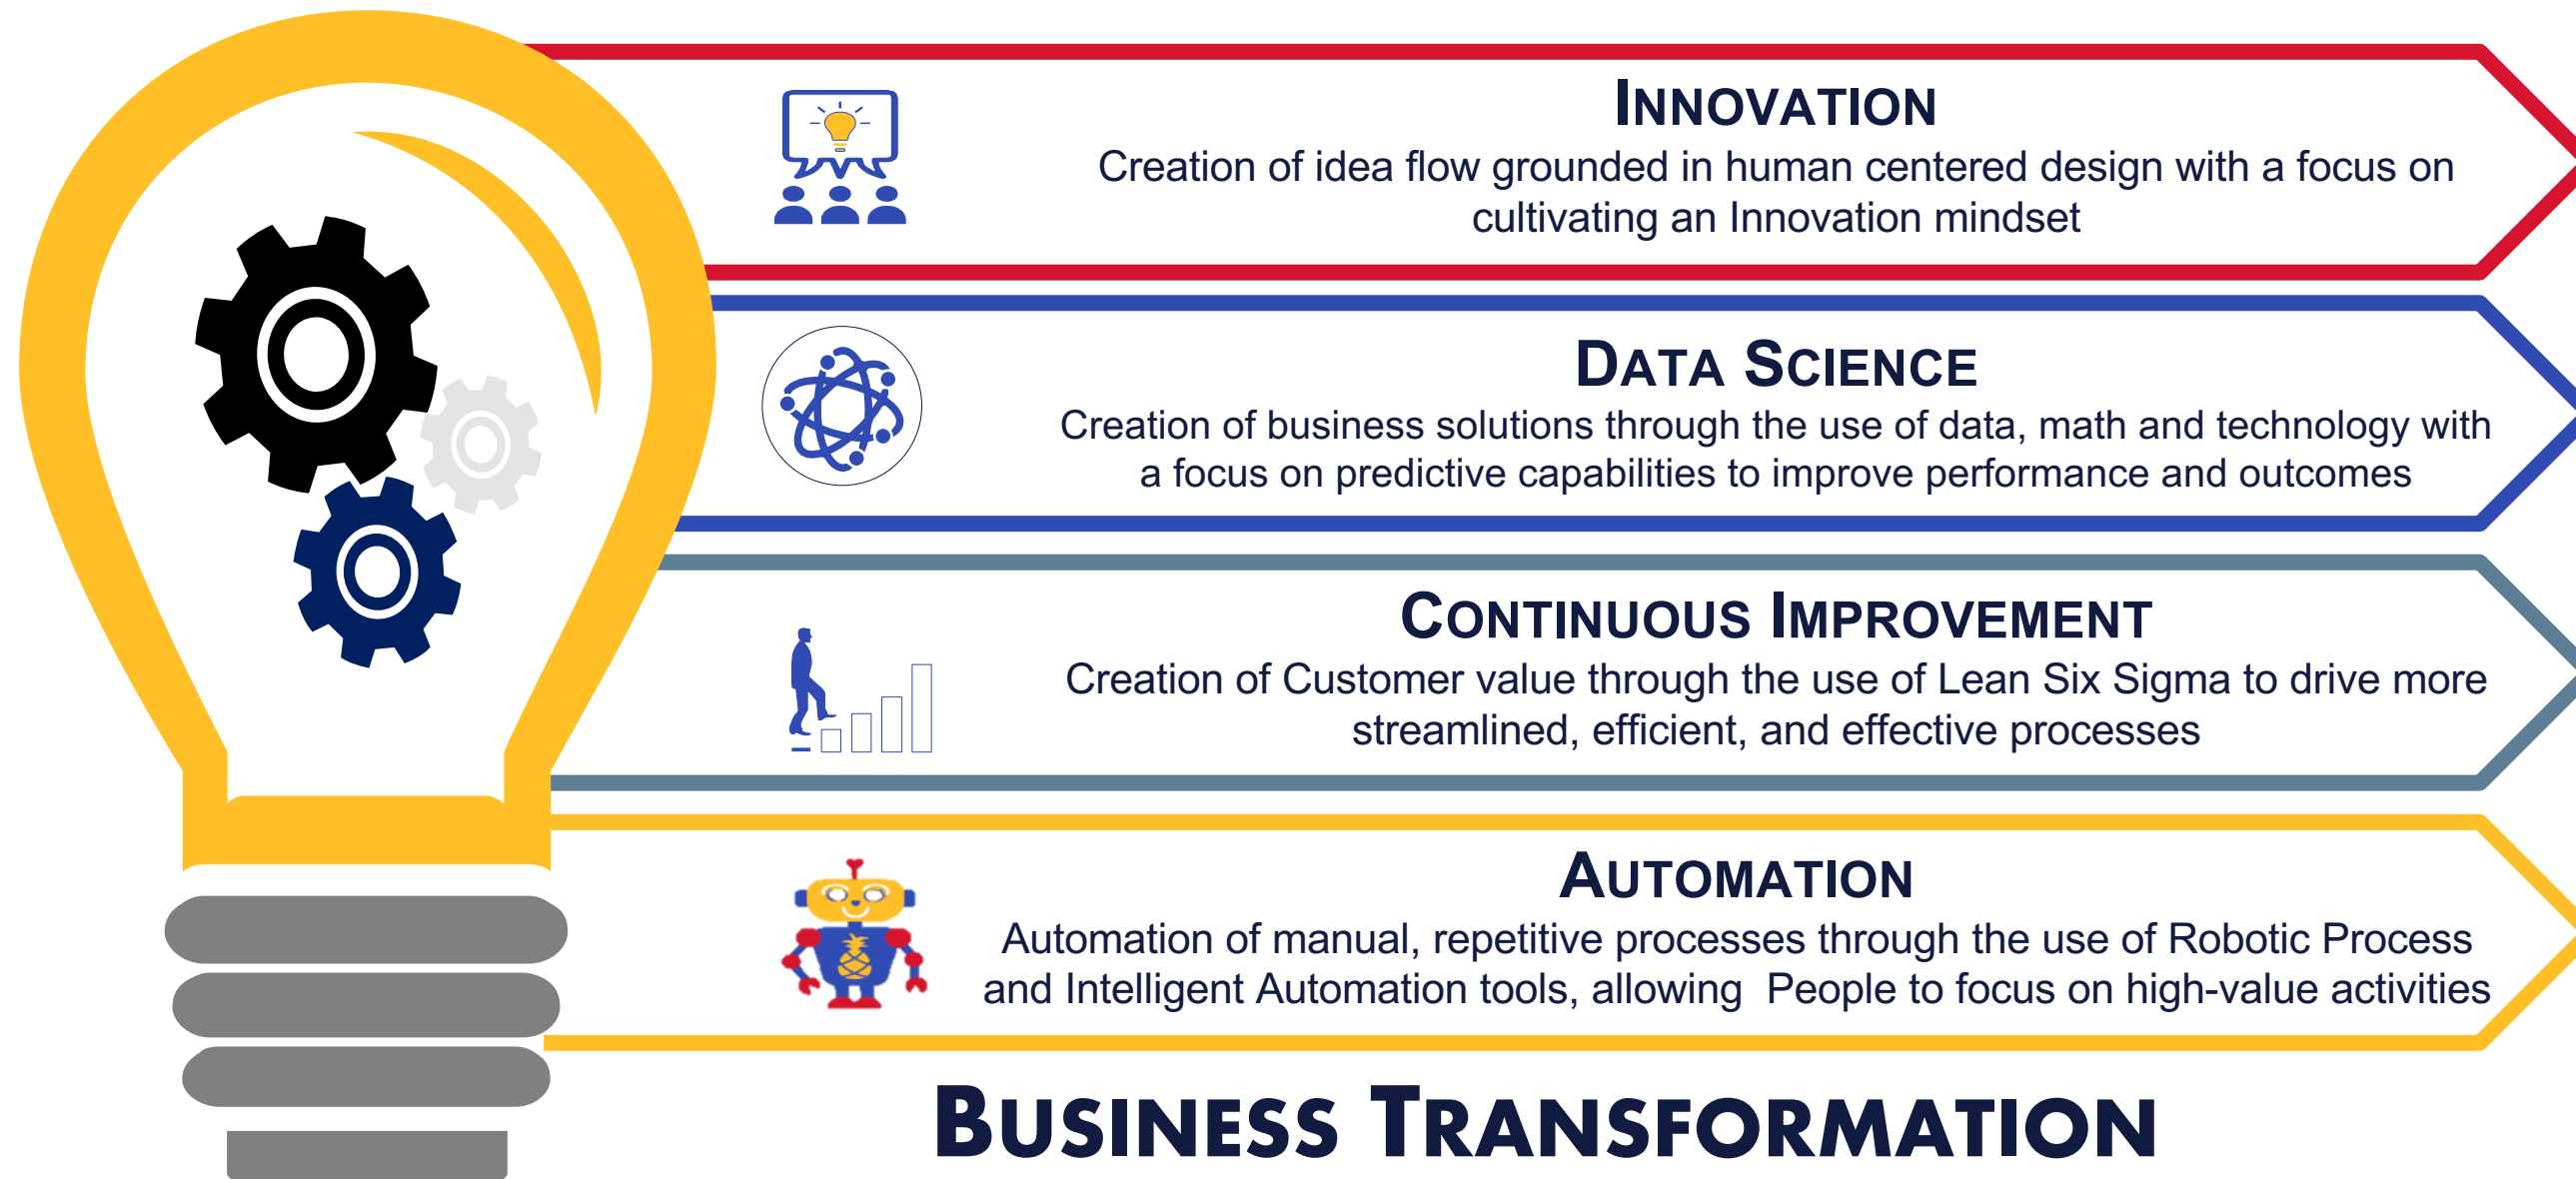 INNOVATION
Creation of idea flow grounded in human centered design with a focus on
cultivating an Innovation mindset
DATA SCIENCE
Creation of business solutions through the use of data, math and technology with
a focus on predictive capabilities to improve performance and outcomes
CONTINUOUS IMPROVEMENT
Creation of Customer value through the use of Lean Six Sigma to drive more
streamlined, efficient, and effective processes
AUTOMATION
Automation of manual, repetitive processes through the use of Robotic Process
and Intelligent Automation tools, allowing  People to focus on high-value activities
BUSINESS TRANSFORMATION